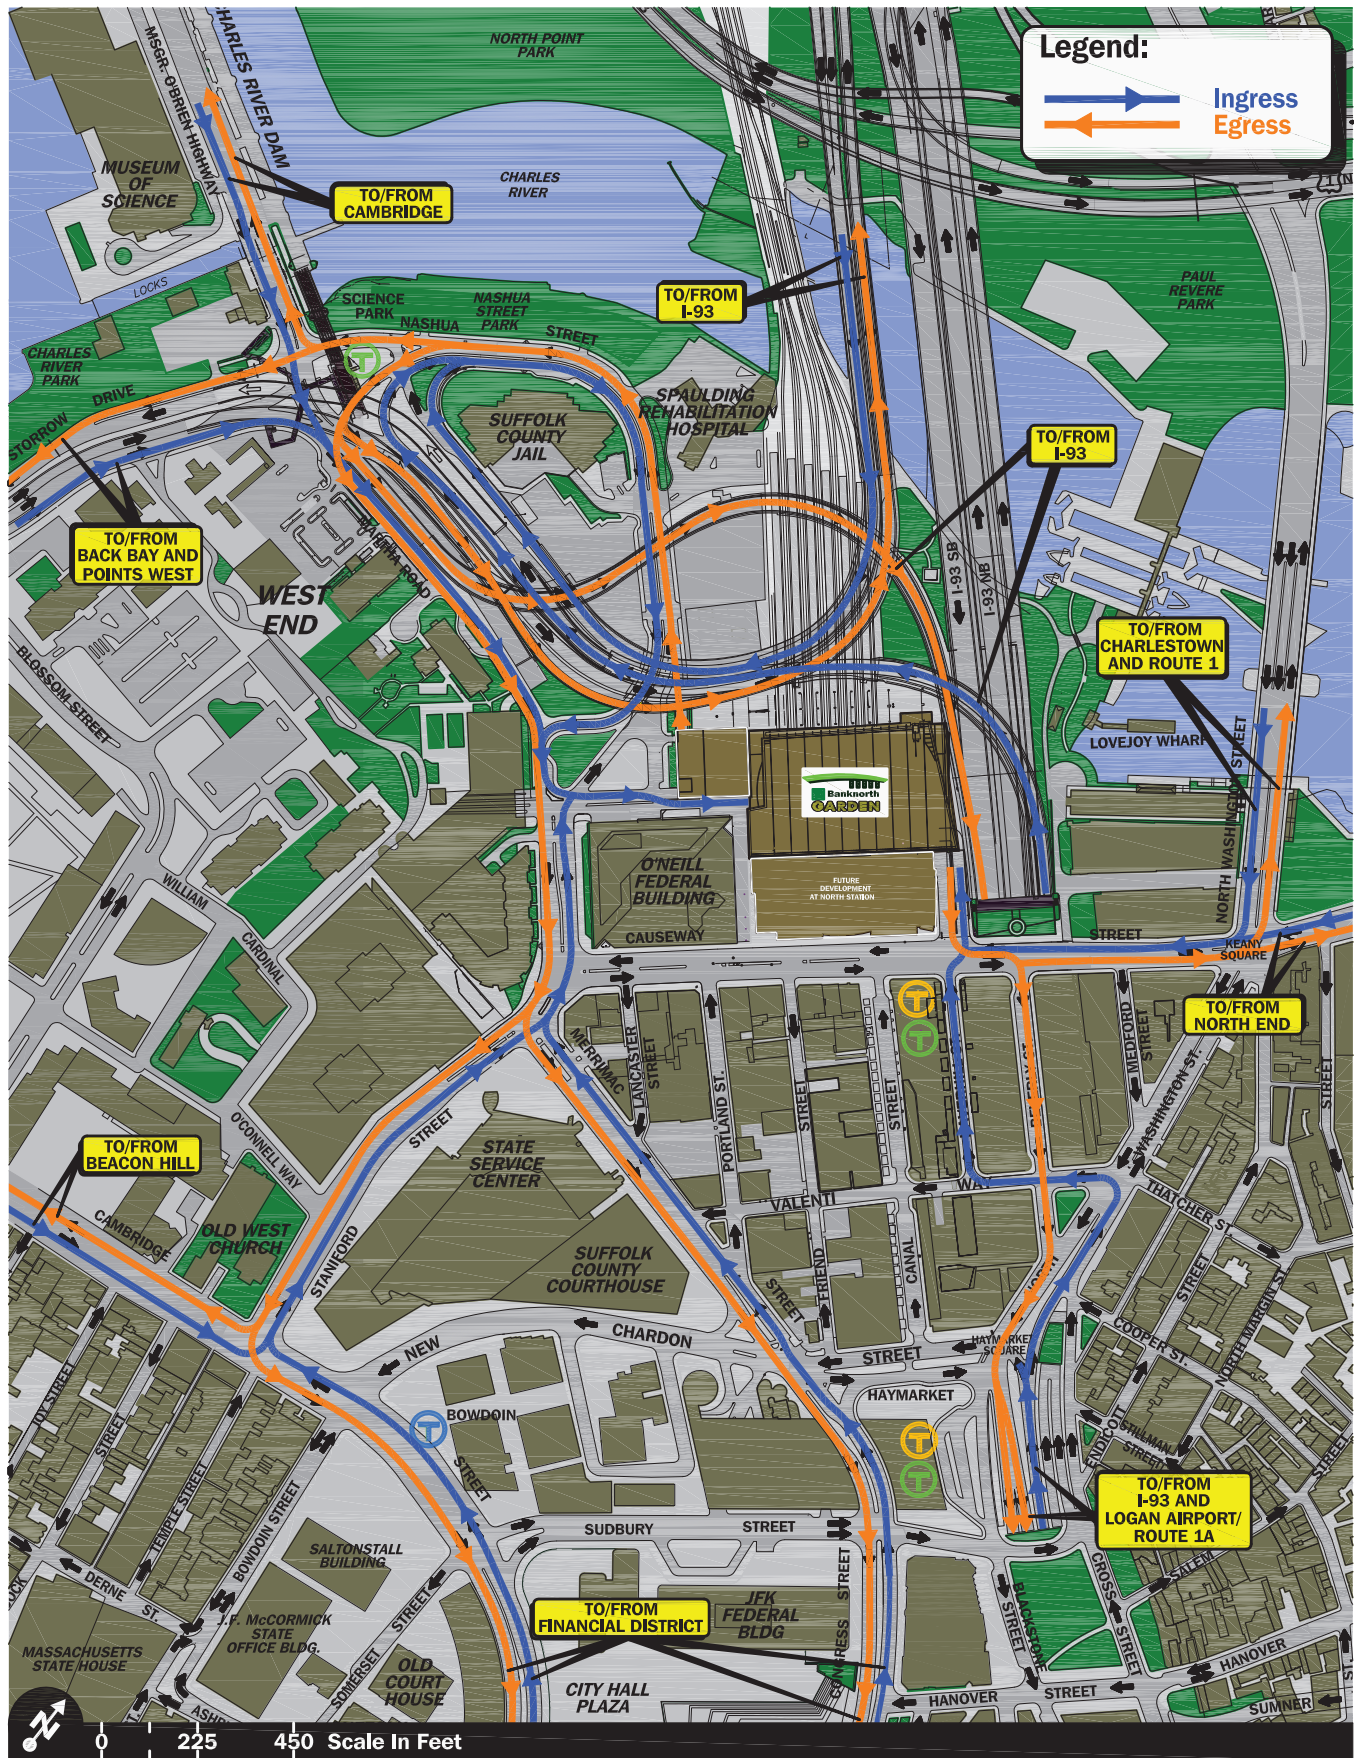 Legend:
Ingress
Egress
MSGR. O'BRIEN HIGHWAY
CHARLES RIVER DAM
NORTH POINT
PARK
CHARLES
RIVER
MUSEUM
OF
SCIENCE
TO/FROM
CAMBRIDGE
LOCKS
TO/FROM
I-93
PAUL
REVERE
PARK
SCIENCE
PARK
NASHUA
STREET
PARK
NASHUA
STREET
T
CHARLES
RIVER
PARK
STORROW
DRIVE
SUFFOLK
COUNTY
JAIL
SPAULDING
REHABILITATION
HOSPITAL
TO/FROM
I-93
TO/FROM
BACK BAY AND
POINTS WEST
MARTHA ROAD
WEST
END
I-93 SB
I-93 NB
TO/FROM
CHARLESTOWN
AND ROUTE 1
BLOSSOM STREET
LOVEJOY WHARF
NORTH WASHINGTON STREET
Banknorth
GARDEN
O'NEILL
FEDERAL
BUILDING
FUTURE
DEVELOPMENT
AT NORTH STATION
WILLIAM
CARDINAL
O'CONNELL WAY
CAUSEWAY
STREET
KEANY
SQUARE
TO/FROM
NORTH END
T
T
MERRIMAC
STREET
LANCASTER
STREET
PORTLAND ST.
FRIEND
STREET
CANAL
STREET
MEDFORD
STREET
WASHINGTON ST.
STREET
STATE
SERVICE
CENTER
STANIFORD
STREET
TO/FROM
BEACON HILL
CAMBRIDGE
STREET
OLD WEST
CHURCH
SUFFOLK
COUNTY
COURTHOUSE
VALENTI
WAY
THATCHER ST.
NORTH
NORTH MARGIN ST.
STREET
COOPER ST.
NEW
CHARDON
STREET
HAYMARKET
SQUARE
HAYMARKET
ENDICOTT
STILLMAN
STREET
STREET
T
BOWDOIN
T
T
JOY STREET
STREET
TEMPLE STREET
BOWDOIN STREET
TO/FROM
I-93 AND
LOGAN AIRPORT/
ROUTE 1A
SUDBURY
STREET
SALTONSTALL
BUILDING
DERNE
ST.
J.F. McCORMICK
STATE
OFFICE BLDG.
SOMERSET
STREET
MASSACHUSETTS
STATE HOUSE
OLD
COURT
HOUSE
TO/FROM
FINANCIAL DISTRICT
JFK
FEDERAL
BLDG
CITY HALL
PLAZA
CONGRESS
STREET
BLACKSTONE
STREET
CROSS
STREET
SALEM
HANOVER
STREET
HANOVER
SUMNER
ST.
N
0
225
450
Scale In Feet